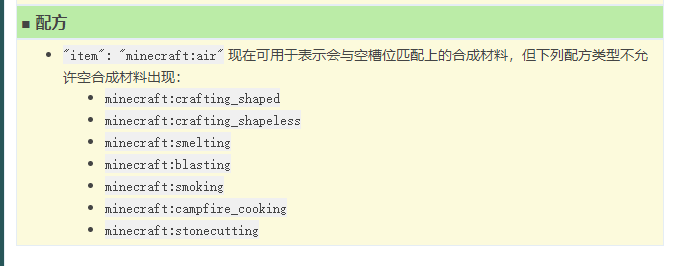 ■ 配方
• "item": "minecraft:air" 现在可用于表示会与空槽位匹配上的合成材料，但下列配方类型不允
许空合成材料出现：
• minecraft:crafting_shaped
• minecraft:crafting_shapeless
• minecraft:smelting
• minecraft:blasting
• minecraft:smoking
• minecraft:campfire_cooking
• minecraft:stonecutting